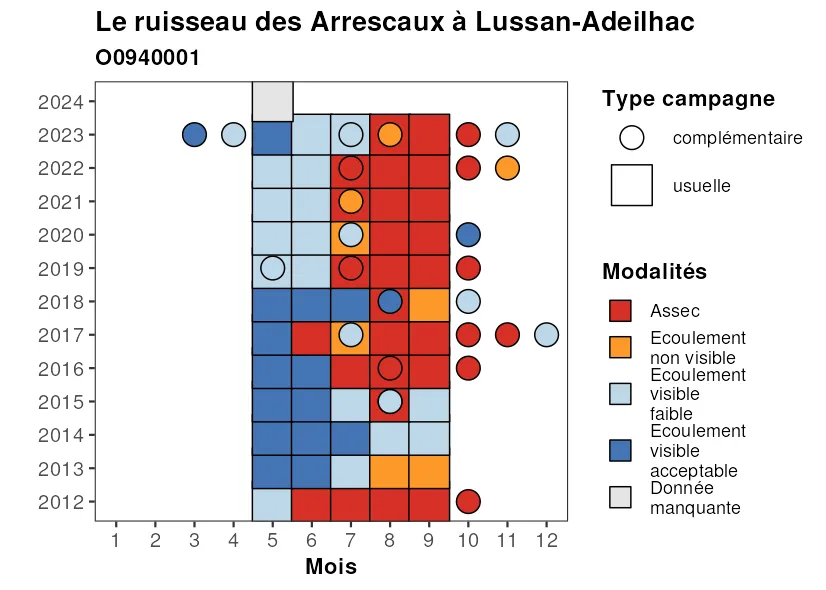 Le ruisseau des Arrescaux à Lussan-Adeilhac
O0940001
2024
2023
2022
2021
2020
2019
2018
2017
2016
2015
2014
2013
2012
1 2 3 4 5 6 7 8 9 10 11 12
Mois
Type campagne
complémentaire
usuelle
Modalités
Assec
Ecoulement
non visible
Ecoulement
visible
faible
Ecoulement
visible
acceptable
Donnée
manquante